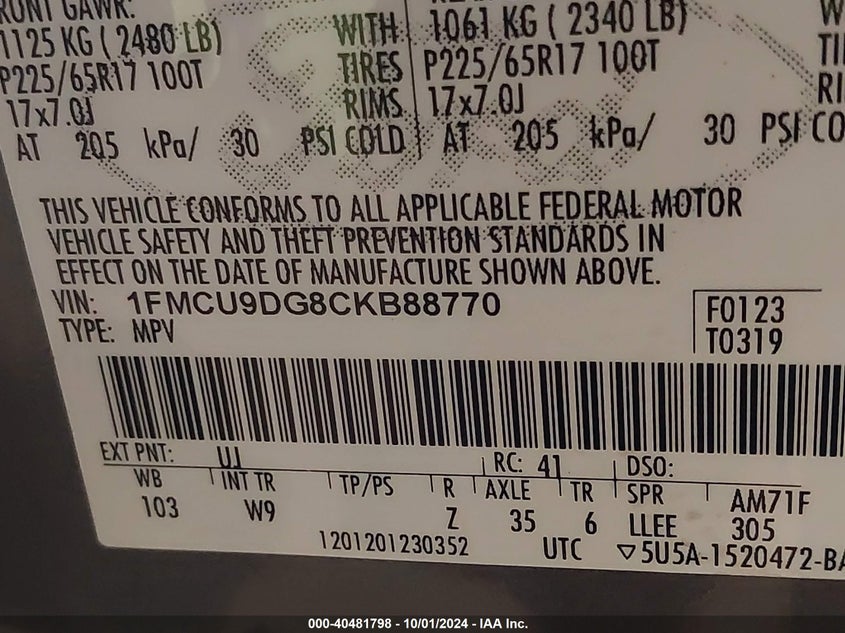 RONT GAWR:
1125 KG ( 2480 LB) WITH 1061 KG ( 2340 LB)
P225/65R17 100T TIRES P225/65R17 100T
17x7.0J RIMS 17x7.0J
AT 205 kPa/ 30 PSI COLD AT 205 kPa/ 30 PSI CO
THIS VEHICLE CONFORMS TO ALL APPLICABLE FEDERAL MOTOR
VEHICLE SAFETY AND THEFT PREVENTION STANDARDS IN
EFFECT ON THE DATE OF MANUFACTURE SHOWN ABOVE.
VIN: 1FMCU9DG8CKB88770 F0123
TYPE: MPV T0319
EXT PNT: UJ RC: 41 DSO:
WB INT TR TP/PS R AXLE TR SPR AM71F
103 W9 Z 35 6 LLEE 305
1201201230352 UTC ▽5U5A-1520472-BA
000-40481798 - 10/01/2024 - IAA Inc.